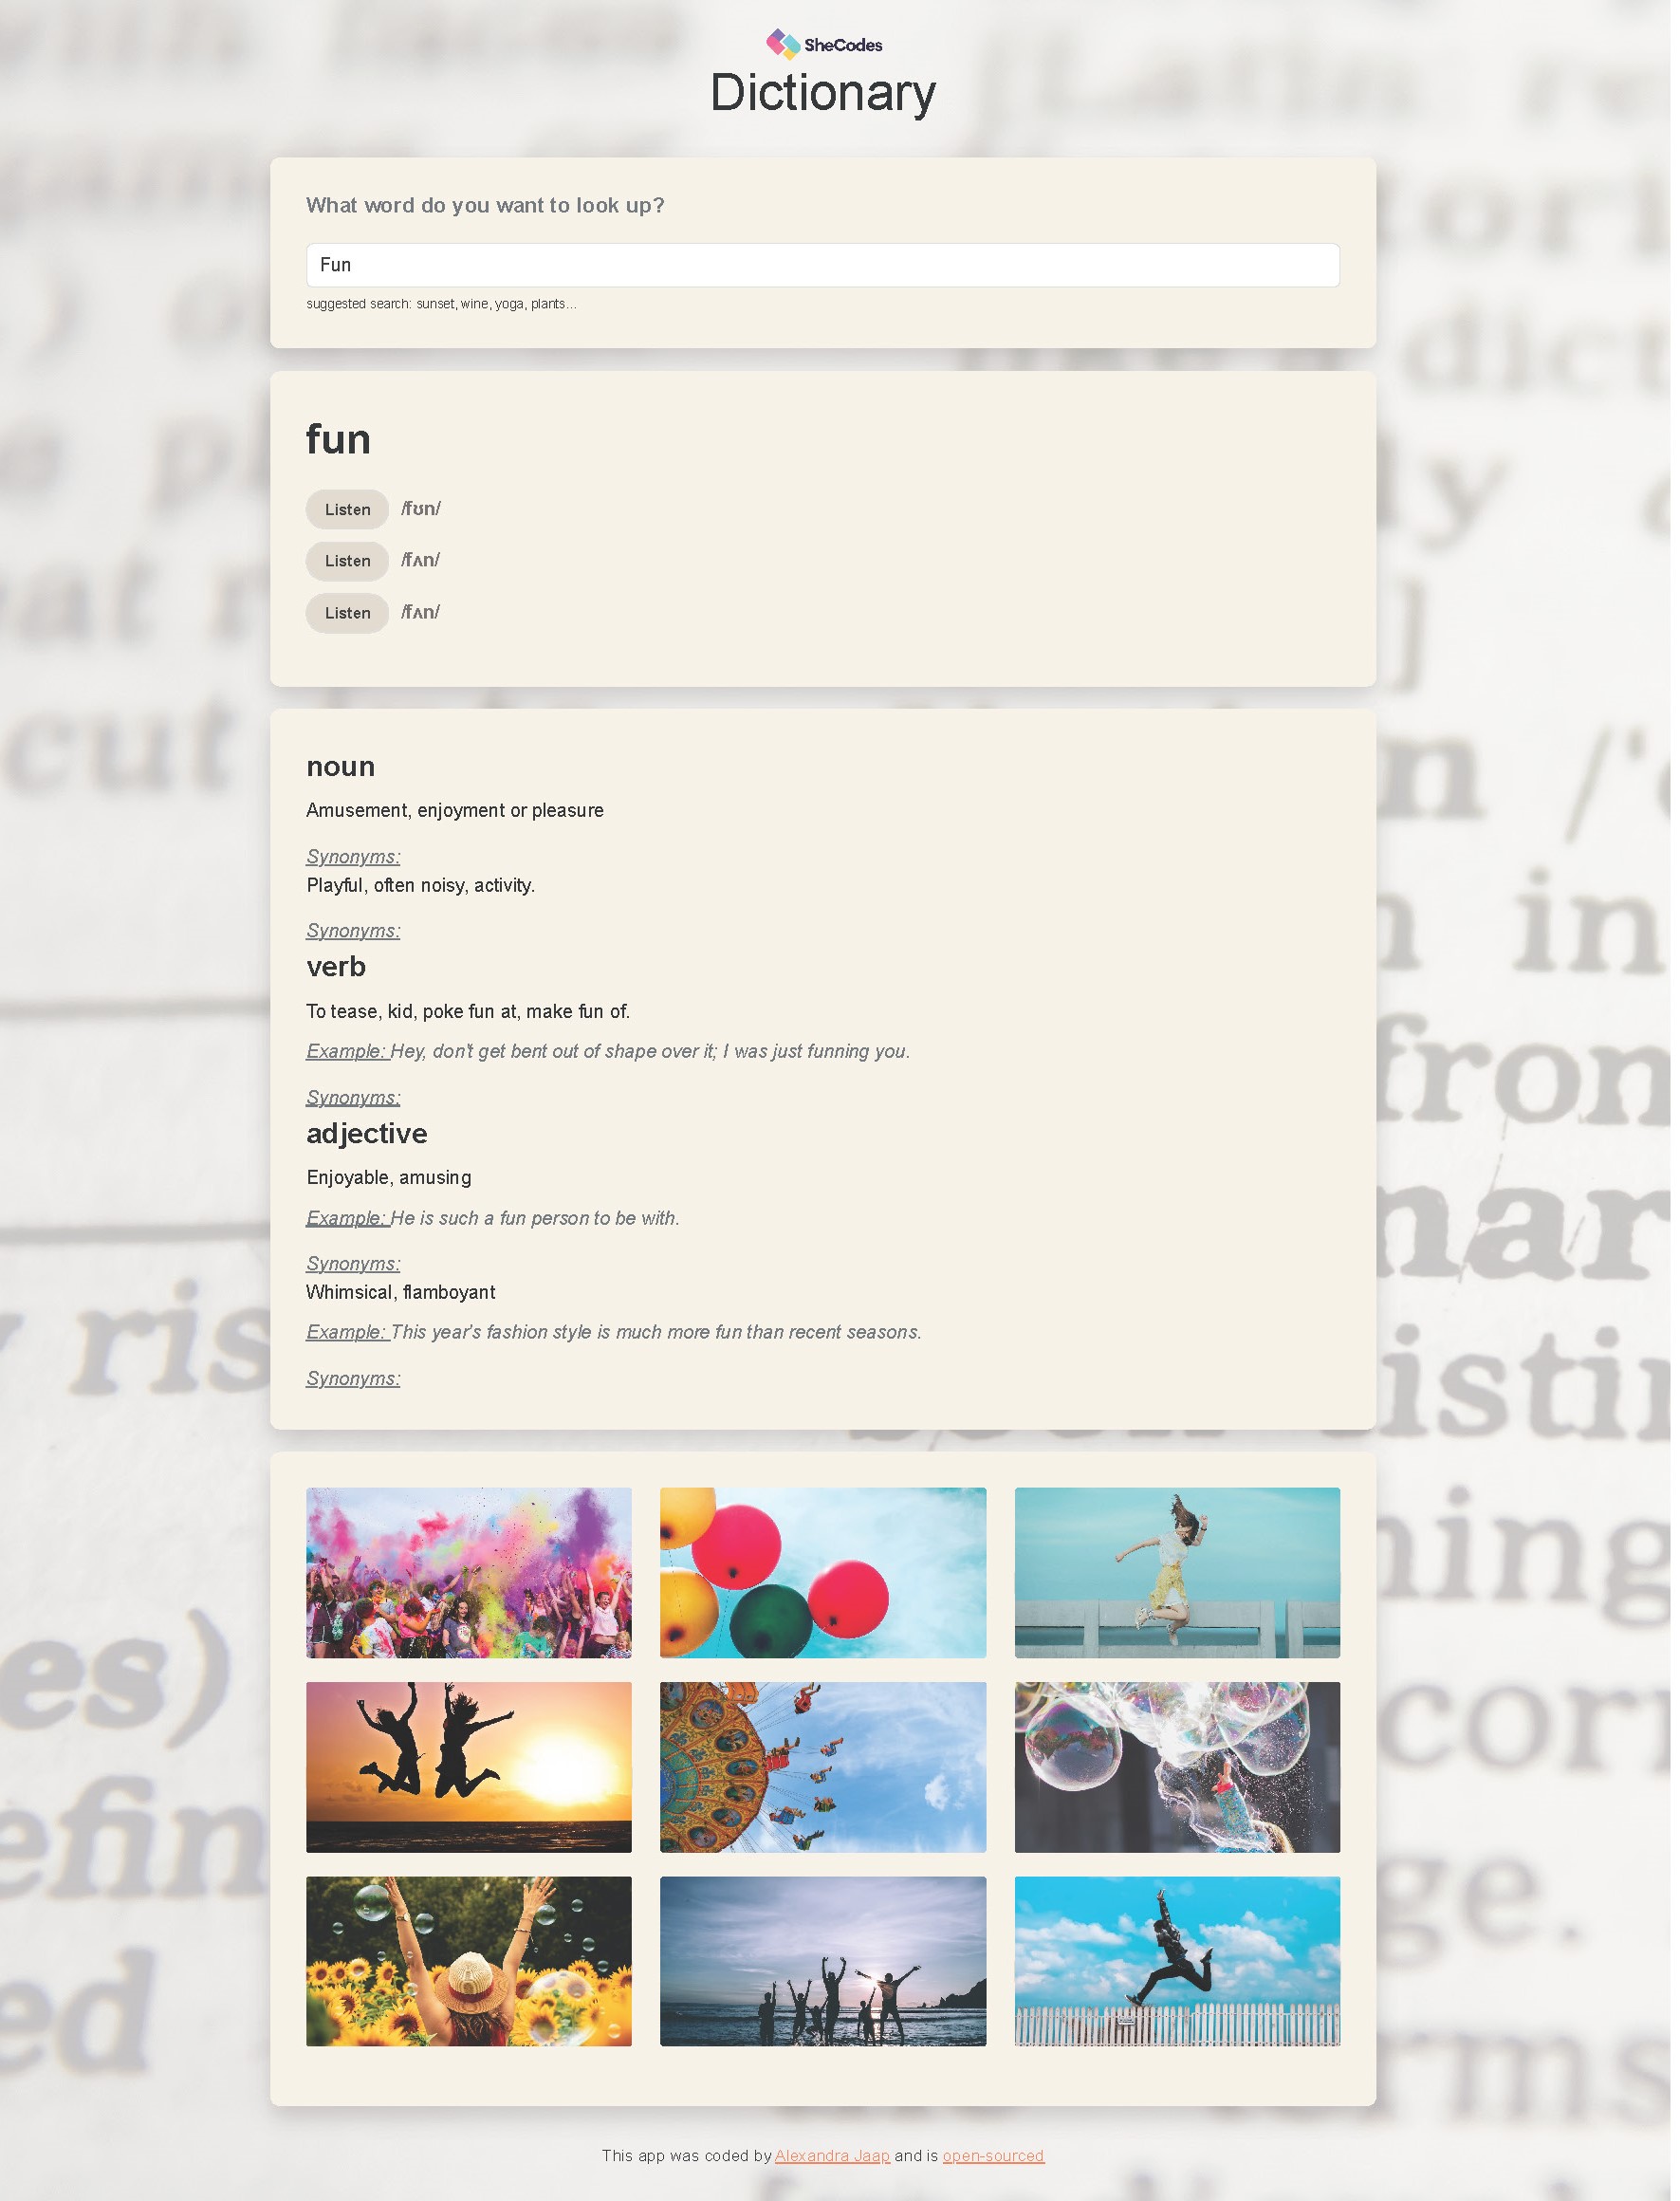 SheCodes
Dictionary
What word do you want to look up?
Fun
suggested search: sunset, wine, yoga, plants...
fun
Listen /fʊn/
Listen /fʌn/
Listen /fʌn/
noun
Amusement, enjoyment or pleasure
Synonyms:
Playful, often noisy, activity.
Synonyms:
verb
To tease, kid, poke fun at, make fun of.
Example: Hey, don't get bent out of shape over it; I was just funning you.
Synonyms:
adjective
Enjoyable, amusing
Example: He is such a fun person to be with.
Synonyms:
Whimsical, flamboyant
Example: This year's fashion style is much more fun than recent seasons.
Synonyms:
This app was coded by Alexandra Jaap and is open-sourced